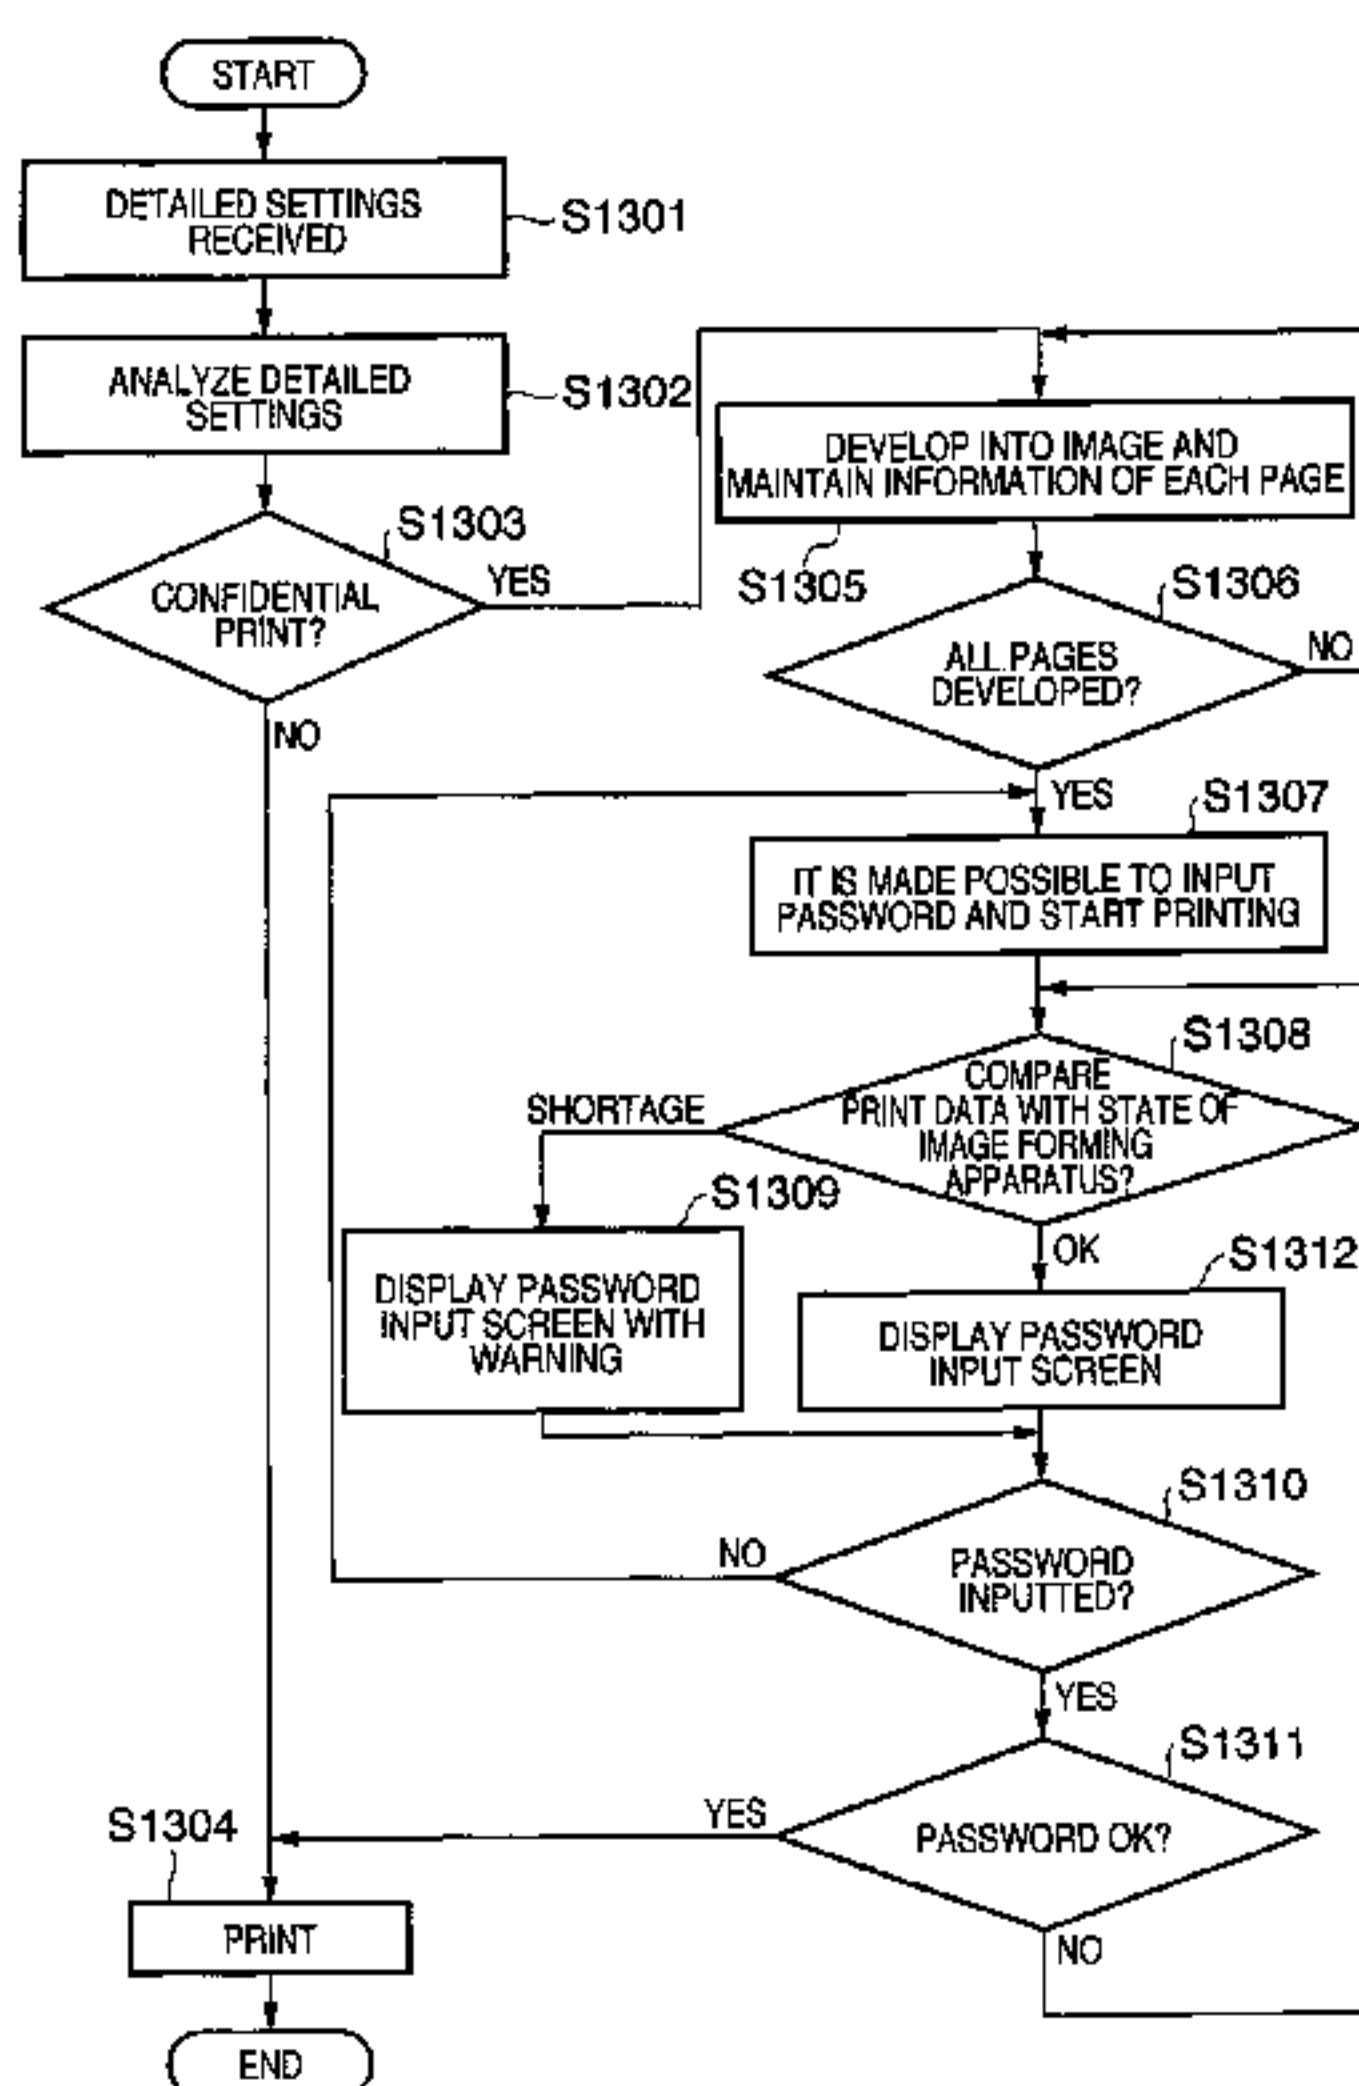 START
DETAILED SETTINGS
RECEIVED
S1301
ANALYZE DETAILED
SETTINGS
S1302
S1303
CONFIDENTIAL
PRINT?
YES
NO
DEVELOP INTO IMAGE AND
MAINTAIN INFORMATION OF EACH PAGE
S1305
S1306
ALL PAGES
DEVELOPED?
NO
YES
S1307
IT IS MADE POSSIBLE TO INPUT
PASSWORD AND START PRINTING
S1308
COMPARE
PRINT DATA WITH STATE OF
IMAGE FORMING
APPARATUS?
SHORTAGE
S1309
DISPLAY PASSWORD
INPUT SCREEN WITH
WARNING
OK
S1312
DISPLAY PASSWORD
INPUT SCREEN
S1310
PASSWORD
INPUTTED?
NO
YES
S1311
PASSWORD OK?
YES
NO
S1304
PRINT
END